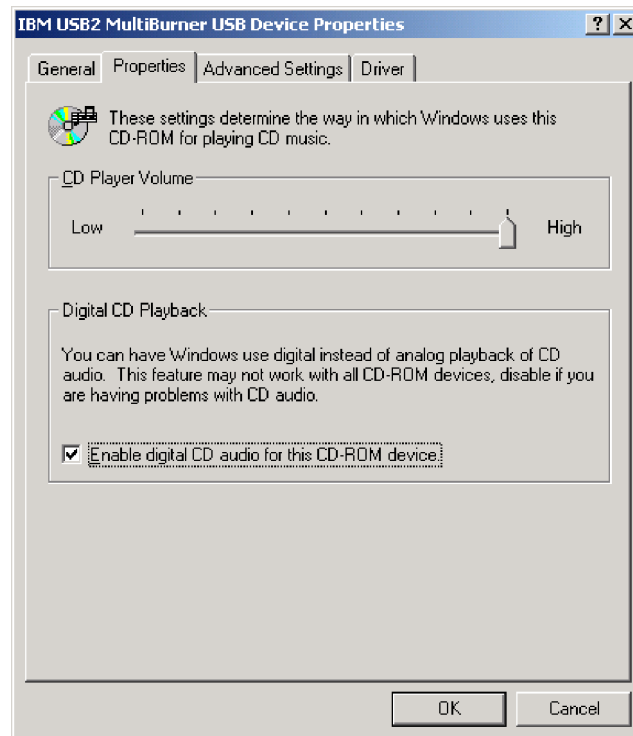 IBM USB2 MultiBurner USB Device Properties ? X
General Properties Advanced Settings Driver
These settings determine the way in which Windows uses this
CD-ROM for playing CD music.
CD Player Volume
Low High
Digital CD Playback
You can have Windows use digital instead of analog playback of CD
audio. This feature may not work with all CD-ROM devices, disable if you
are having problems with CD audio.
Enable digital CD audio for this CD-ROM device.
OK Cancel